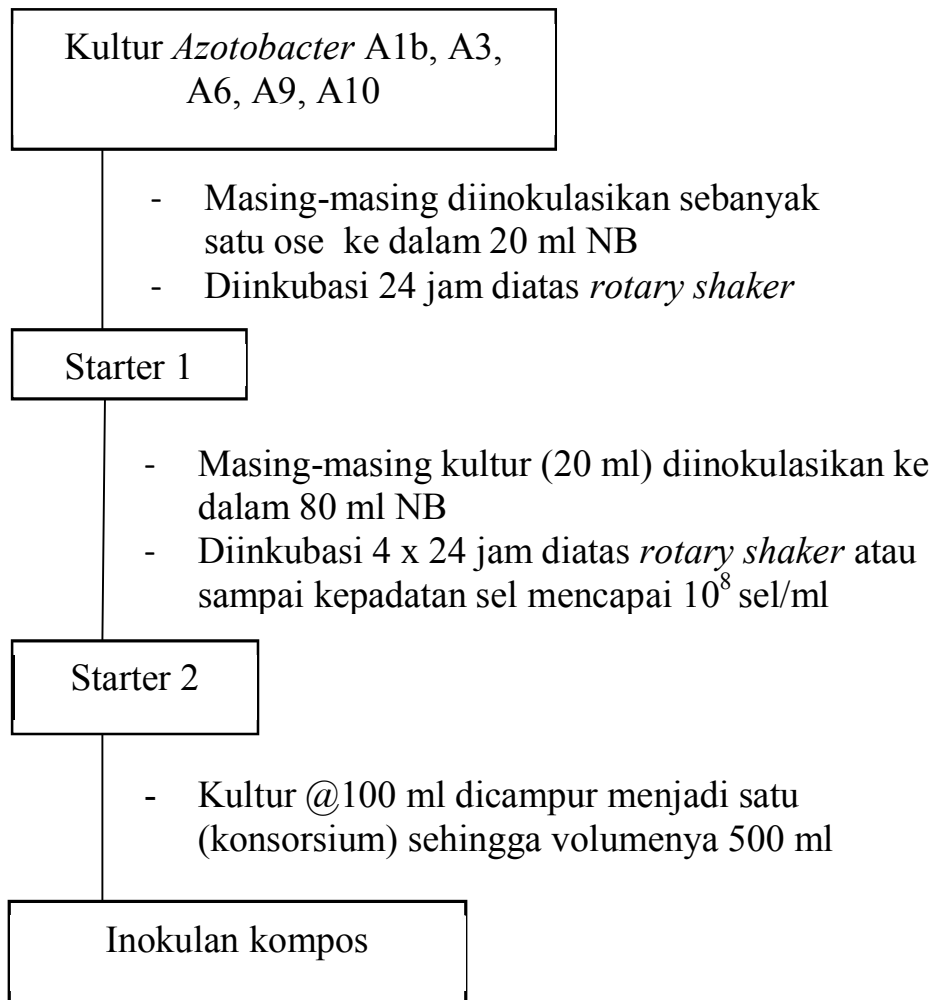 Kultur Azotobacter A1b, A3,
A6, A9, A10
- Masing-masing diinokulasikan sebanyak
satu ose ke dalam 20 ml NB
- Diinkubasi 24 jam diatas rotary shaker
Starter 1
- Masing-masing kultur (20 ml) diinokulasikan ke
dalam 80 ml NB
- Diinkubasi 4 x 24 jam diatas rotary shaker atau
sampai kepadatan sel mencapai 10⁸ sel/ml
Starter 2
- Kultur @100 ml dicampur menjadi satu
(konsorsium) sehingga volumenya 500 ml
Inokulan kompos